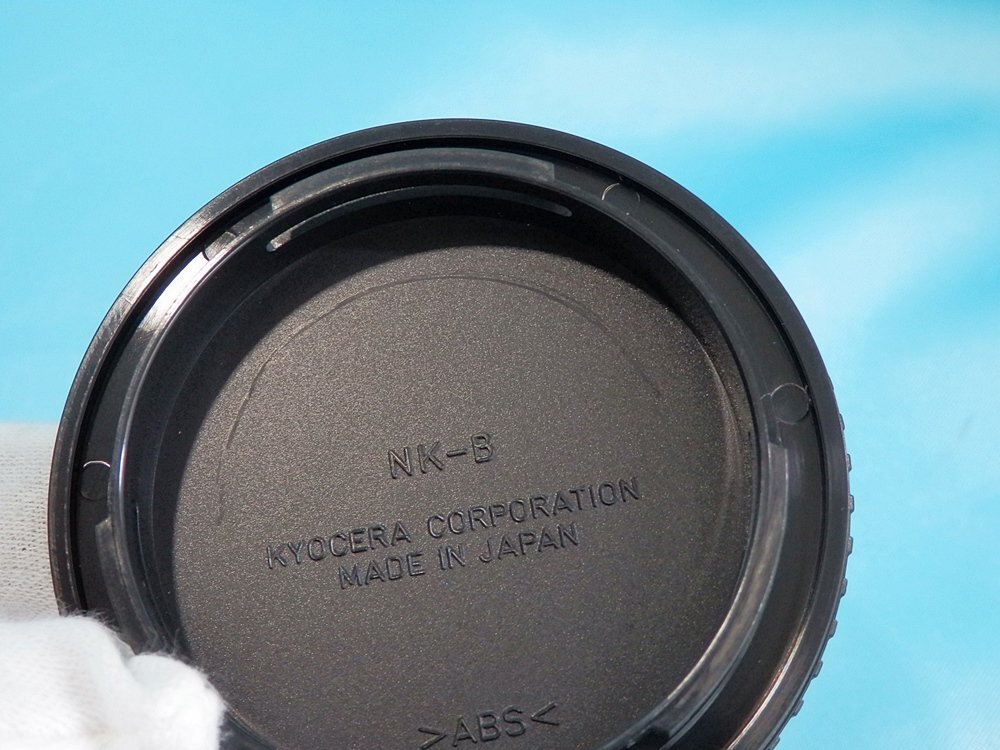 NK-B
KYOCERA CORPORATION
MADE IN JAPAN
>ABS<